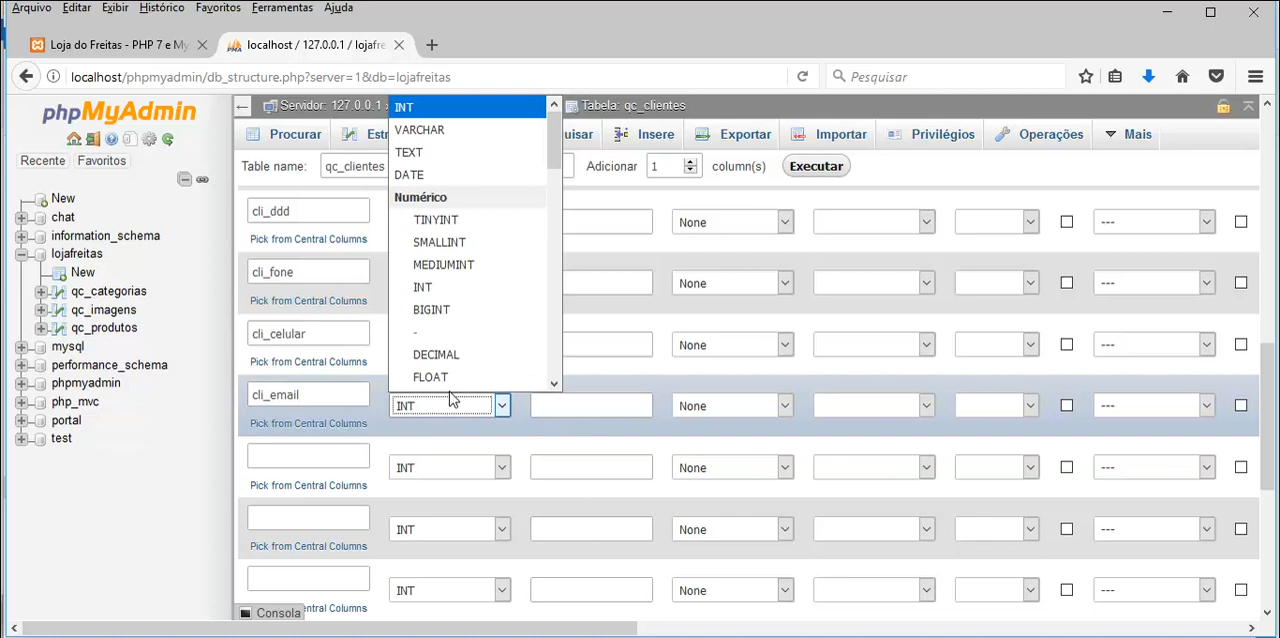 Arquivo Editar Exibir Histórico Favoritos Ferramentas Ajuda
Loja do Freitas - PHP 7 e My
localhost / 127.0.0.1 / lojafre
localhost/phpmyadmin/db_structure.php?server=1&db=lojafreitas
Pesquisar
phpMyAdmin
Recente Favoritos
New
chat
information_schema
lojafreitas
New
qc_categorias
qc_imagens
qc_produtos
mysql
performance_schema
phpmyadmin
php_mvc
portal
test
Servidor: 127.0.0.1
Tabela: qc_clientes
Procurar Estr uisar Insere Exportar Importar Privilégios Operações Mais
Table name: qc_clientes Adicionar 1 column(s) Executar
INT
VARCHAR
TEXT
DATE
Numérico
TINYINT
SMALLINT
MEDIUMINT
INT
BIGINT
-
DECIMAL
FLOAT
cli_ddd None
Pick from Central Columns
cli_fone None ---
Pick from Central Columns
cli_celular None ---
Pick from Central Columns
cli_email INT None ---
Pick from Central Columns
INT None ---
Pick from Central Columns
INT None ---
Pick from Central Columns
INT None ---
Consola ntral Columns